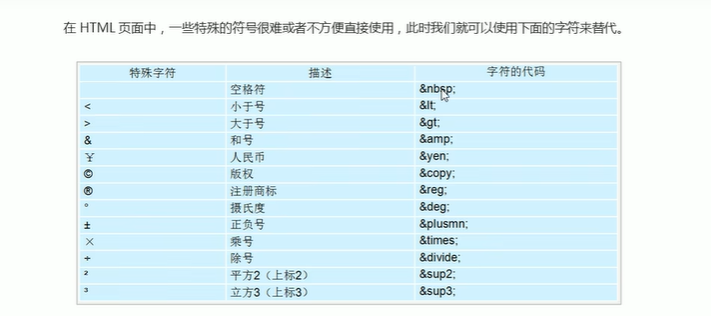 在 HTML 页面中，一些特殊的符号很难或者不方便直接使用，此时我们就可以使用下面的字符来替代。
特殊字符 描述 字符的代码
空格符 &nbsp;
< 小于号 &lt;
> 大于号 &gt;
& 和号 &amp;
￥ 人民币 &yen;
© 版权 &copy;
® 注册商标 &reg;
° 摄氏度 &deg;
± 正负号 &plusmn;
× 乘号 &times;
÷ 除号 &divide;
² 平方2（上标2） &sup2;
³ 立方3（上标3） &sup3;